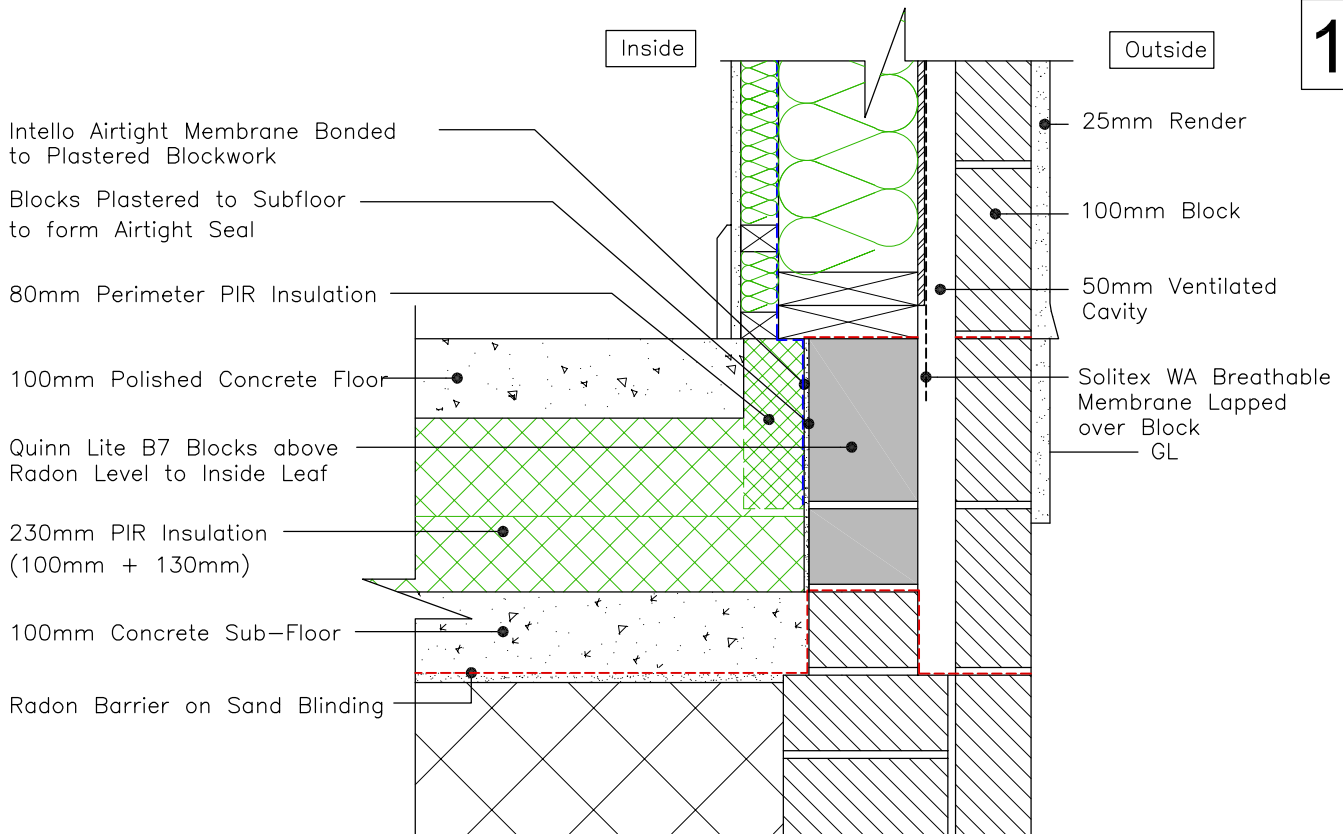 Inside
Outside
1
Intello Airtight Membrane Bonded
to Plastered Blockwork
Blocks Plastered to Subfloor
to form Airtight Seal
80mm Perimeter PIR Insulation
100mm Polished Concrete Floor
Quinn Lite B7 Blocks above
Radon Level to Inside Leaf
230mm PIR Insulation
(100mm + 130mm)
100mm Concrete Sub-Floor
Radon Barrier on Sand Blinding
25mm Render
100mm Block
50mm Ventilated
Cavity
Solitex WA Breathable
Membrane Lapped
over Block
GL